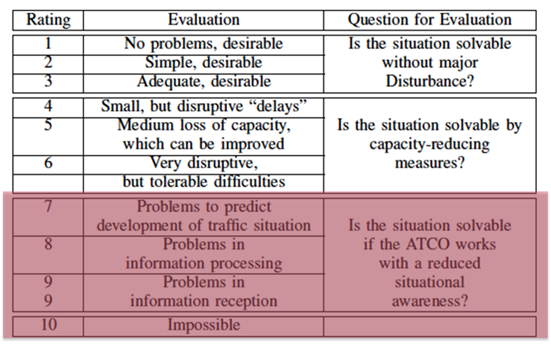 Rating Evaluation Question for Evaluation
1 No problems, desirable Is the situation solvable
2 Simple, desirable without major
3 Adequate, desirable Disturbance?
4 Small, but disruptive “delays”
5 Medium loss of capacity, Is the situation solvable by
which can be improved capacity-reducing
6 Very disruptive, measures?
but tolerable difficulties
7 Problems to predict
development of traffic situation Is the situation solvable
8 Problems in if the ATCO works
information processing with a reduced
9 Problems in situational
9 information reception awareness?
10 Impossible